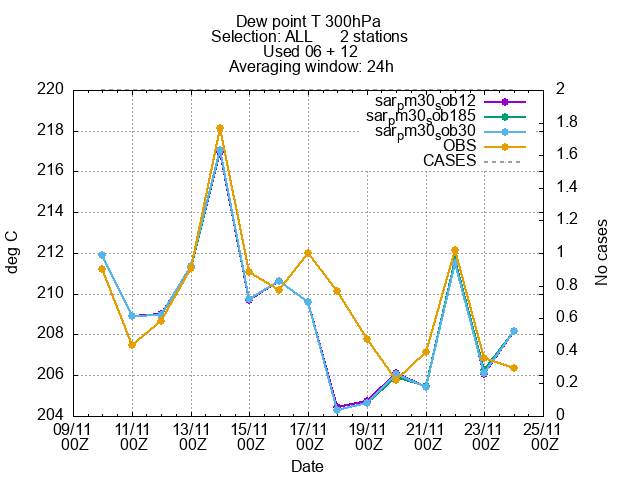 Dew point T 300hPa
Selection: ALL 2 stations
Used 06 + 12
Averaging window: 24h
220
218
216
214
212
210
208
206
204
deg C
2
1.8
1.6
1.4
1.2
1
0.8
0.6
0.4
0.2
0
No cases
sar_pm30_sob12
sar_pm30_sob185
sar_pm30_sob30
OBS
CASES
09/11 11/11 13/11 15/11 17/11 19/11 21/11 23/11 25/11
00Z 00Z 00Z 00Z 00Z 00Z 00Z 00Z 00Z
Date